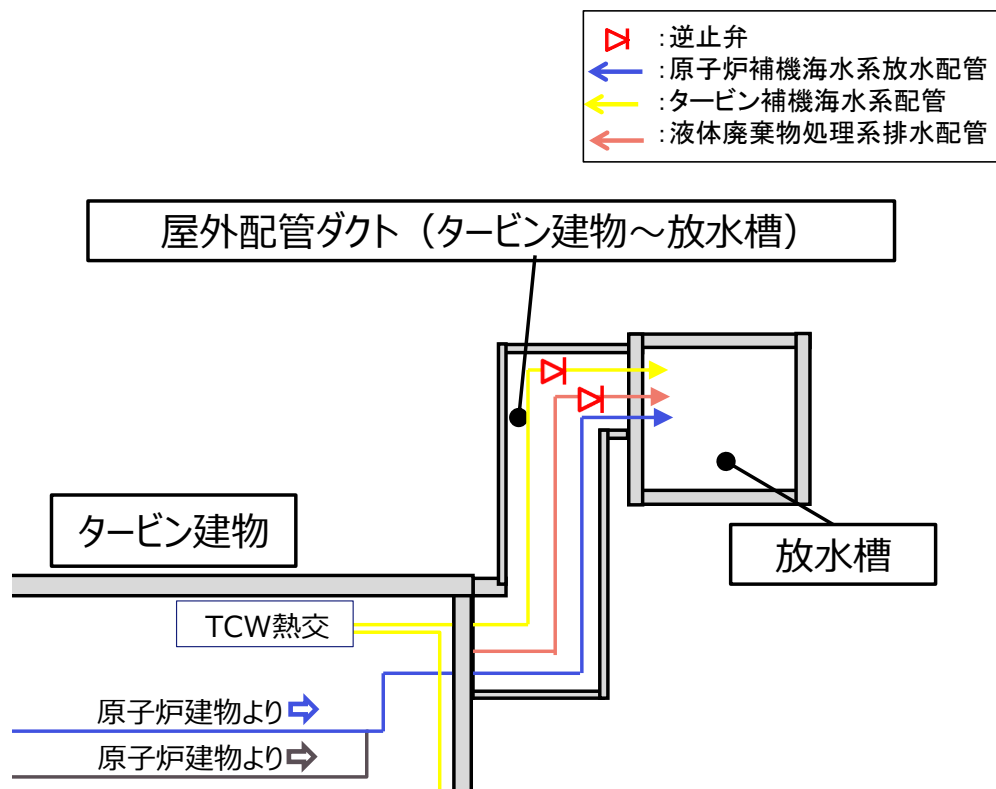 ：逆止弁
：原子炉補機海水系放水配管
：タービン補機海水系配管
：液体廃棄物処理系排水配管
屋外配管ダクト（タービン建物～放水槽）
タービン建物
放水槽
TCW熱交
原子炉建物より
原子炉建物より